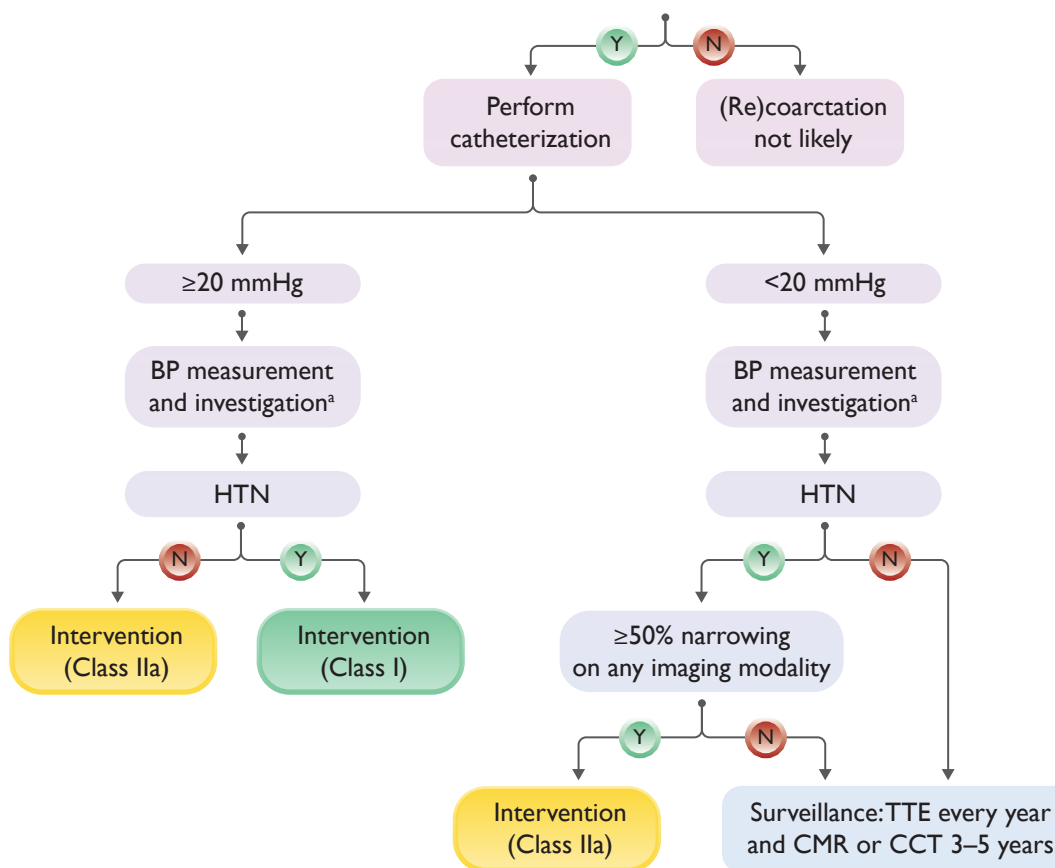 Y
N
Perform
catheterization
(Re)coarctation
not likely
≥20 mmHg
<20 mmHg
BP measurement
and investigationᵃ
BP measurement
and investigationᵃ
HTN
HTN
N
Y
Y
N
Intervention
(Class IIa)
Intervention
(Class I)
≥50% narrowing
on any imaging modality
Y
N
Intervention
(Class IIa)
Surveillance: TTE every year
and CMR or CCT 3–5 years